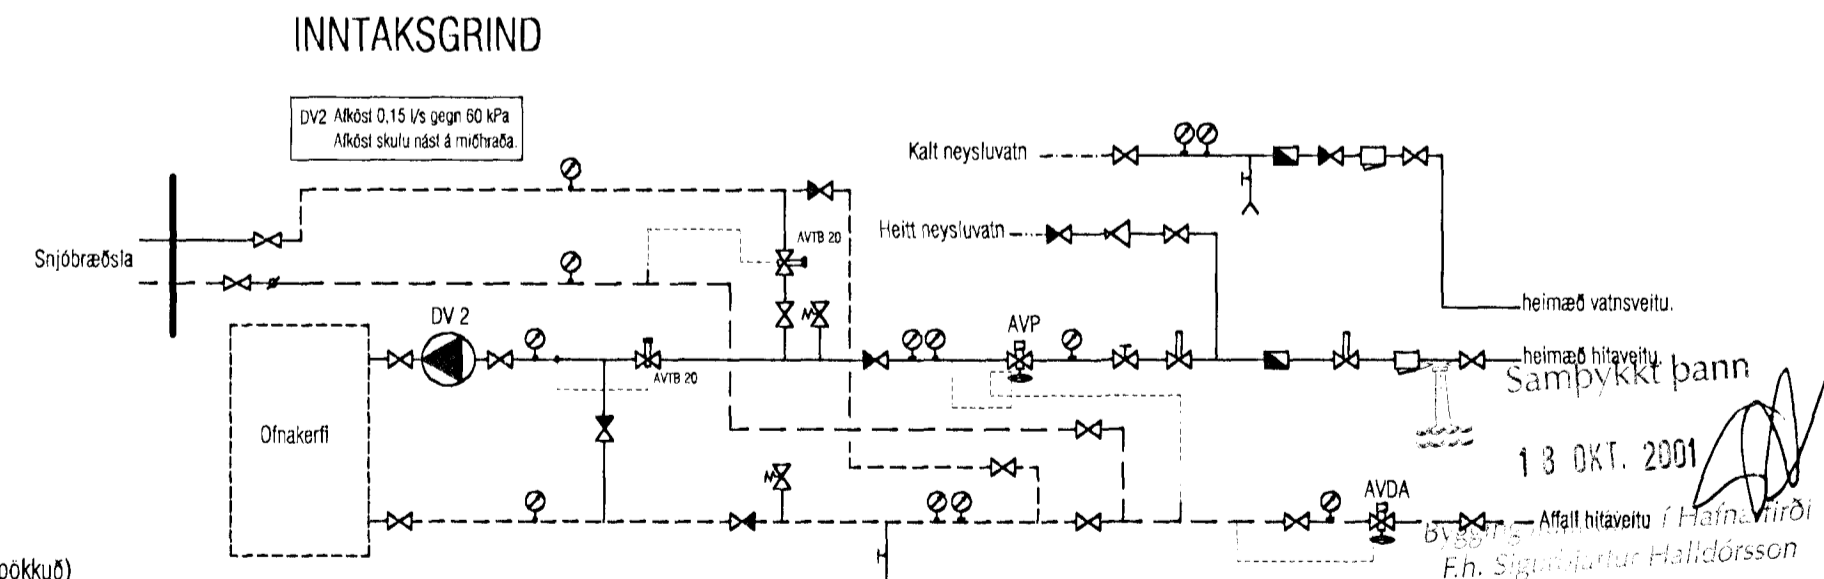 INNTAKSGRIND
DV2 Afköst 0,15 l/s gegn 60 kPa
Afköst skulu nást á miðhraða.
Kalt neysluvatn
Heitt neysluvatn
AVTB 20
Snjóbræðsla
DV 2
AVP
heimæð vatnsveitu.
heimæð hitaveitu.
AVTB 20
Samþykkt þann
Ofnakerfi
18 OKT. 2001
AVDA
Affall hitaveitu
í Hafnarfirði
F.h. Halldórsson
pökkuð)